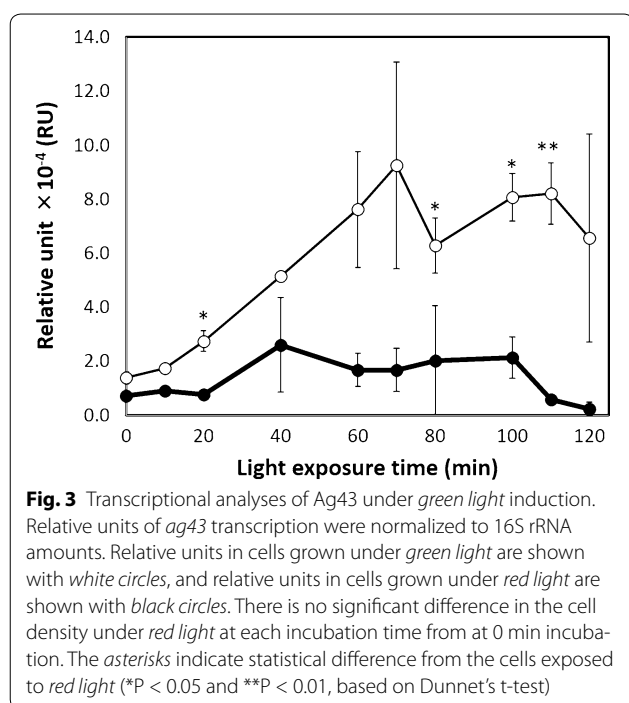 14.0
12.0
10.0
8.0
6.0
4.0
2.0
0.0
Relative unit ×10⁻⁴ (RU)
*
*
*
**
0 20 40 60 80 100 120
Light exposure time (min)
Fig. 3 Transcriptional analyses of Ag43 under green light induction.
Relative units of ag43 transcription were normalized to 16S rRNA
amounts. Relative units in cells grown under green light are shown
with white circles, and relative units in cells grown under red light are
shown with black circles. There is no significant difference in the cell
density under red light at each incubation time from at 0 min incuba-
tion. The asterisks indicate statistical difference from the cells exposed
to red light (*P < 0.05 and **P < 0.01, based on Dunnet’s t-test)